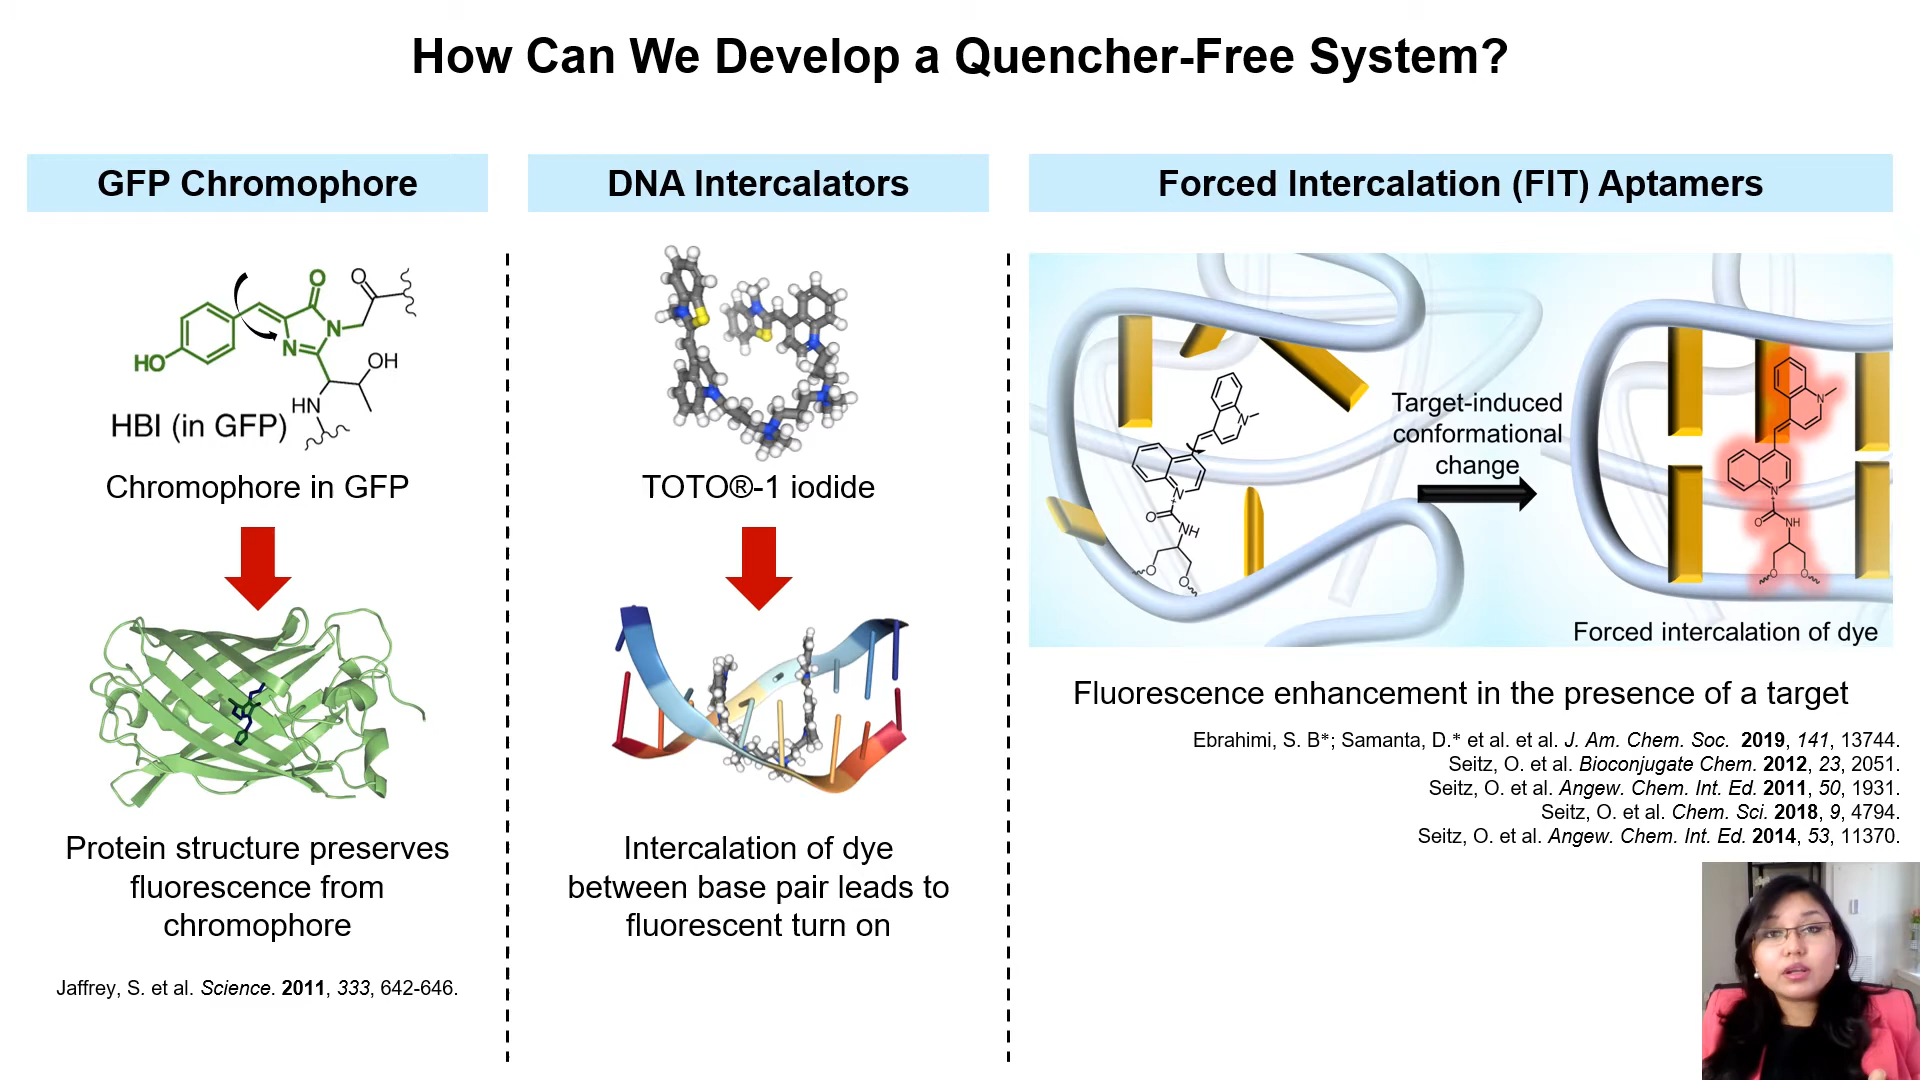 How Can We Develop a Quencher-Free System?
GFP Chromophore
O
O
N
N
HO
OH
HN
HBI (in GFP)
Chromophore in GFP
Protein structure preserves
fluorescence from
chromophore
Jaffrey, S. et al. Science. 2011, 333, 642-646.
DNA Intercalators
TOTO®-1 iodide
Intercalation of dye
between base pair leads to
fluorescent turn on
Forced Intercalation (FIT) Aptamers
N
N
+
O
NH
O
O
Target-induced
conformational
change
N
N
+
O
NH
O
O
Forced intercalation of dye
Fluorescence enhancement in the presence of a target
Ebrahimi, S. B*; Samanta, D.* et al. et al. J. Am. Chem. Soc. 2019, 141, 13744.
Seitz, O. et al. Bioconjugate Chem. 2012, 23, 2051.
Seitz, O. et al. Angew. Chem. Int. Ed. 2011, 50, 1931.
Seitz, O. et al. Chem. Sci. 2018, 9, 4794.
Seitz, O. et al. Angew. Chem. Int. Ed. 2014, 53, 11370.